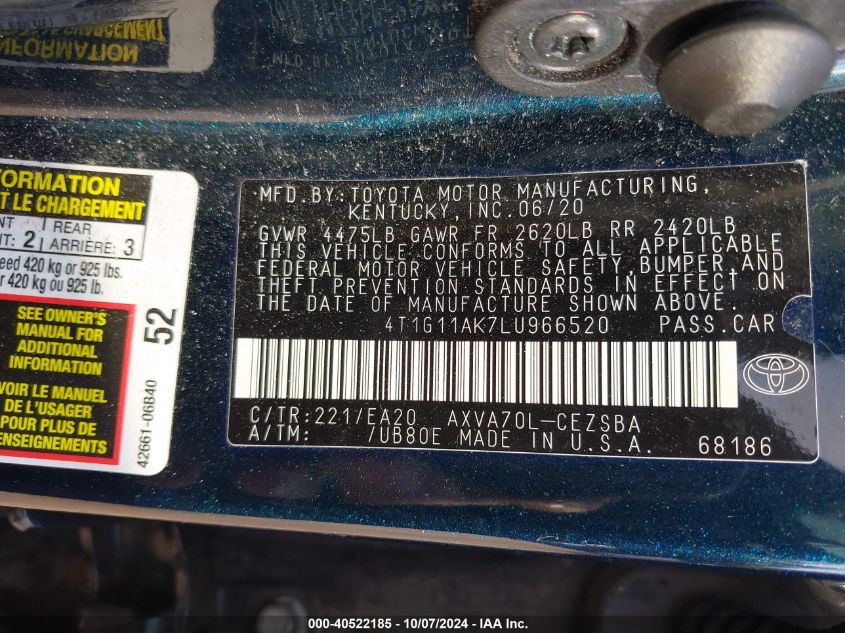 INFORMATION
LE CHARGEMENT
FORMATION
T LE CHARGEMENT
NT REAR
NT: 2 ARRIÈRE: 3
eed 420 kg or 925 lbs.
r 420 kg ou 925 lb.
SEE OWNER'S
MANUAL FOR
ADDITIONAL
INFORMATION
VOIR LE MANUEL
DE L'USAGER
POUR PLUS DE
RENSEIGNEMENTS
52
42661-06B40
MFD. BY: TOYOTA MOTOR MANUFACTURING,
KENTUCKY, INC. 06/20
GVWR 4475LB GAWR FR 2620LB RR 2420LB
THIS VEHICLE CONFORMS TO ALL APPLICABLE
FEDERAL MOTOR VEHICLE SAFETY, BUMPER, AND
THEFT PREVENTION STANDARDS IN EFFECT ON
THE DATE OF MANUFACTURE SHOWN ABOVE.
4T1G11AK7LU966520 PASS. CAR
C/TR: 221/EA20 AXVA70L-CEZSBA
A/TM: /UB80E MADE IN U.S.A. 68186
000-40522185 - 10/07/2024 - IAA Inc.